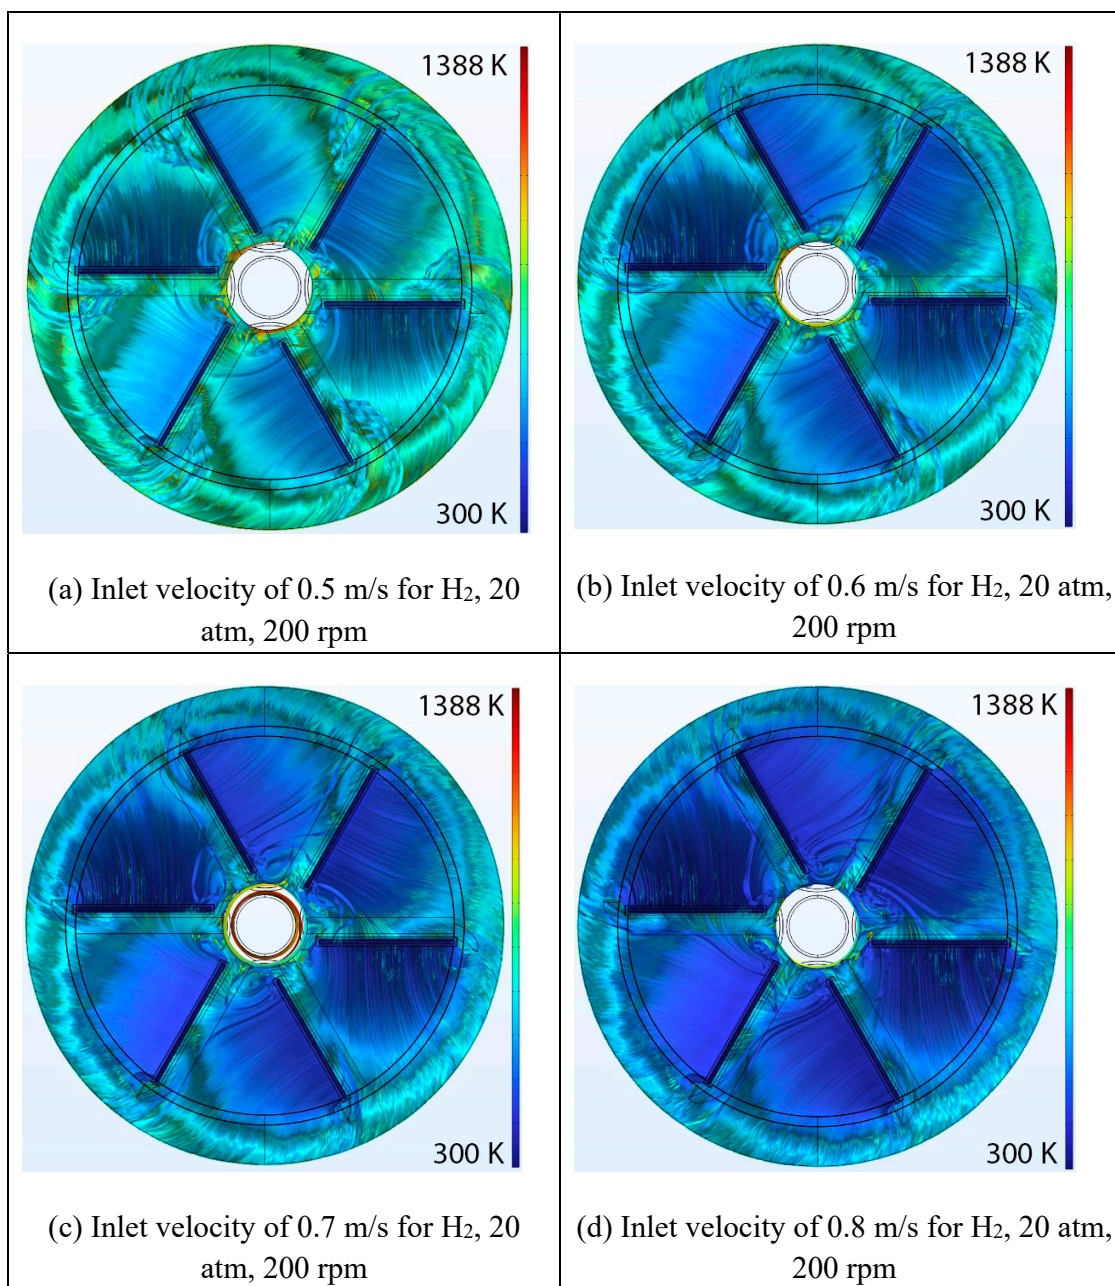 1388 K
300 K
(a) Inlet velocity of 0.5 m/s for H₂, 20
atm, 200 rpm
1388 K
300 K
(b) Inlet velocity of 0.6 m/s for H₂, 20 atm,
200 rpm
1388 K
300 K
(c) Inlet velocity of 0.7 m/s for H₂, 20
atm, 200 rpm
1388 K
300 K
(d) Inlet velocity of 0.8 m/s for H₂, 20 atm,
200 rpm